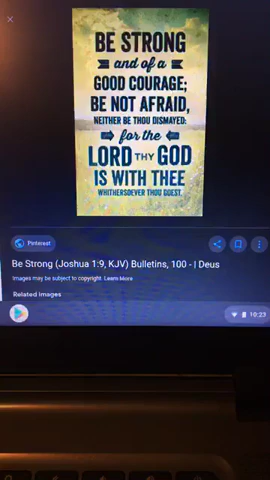 BE STRONG
and of a
GOOD COURAGE;
BE NOT AFRAID,
NEITHER BE THOU DISMAYED:
for the
LORD THY GOD
IS WITH THEE
WHITHERSOEVER THOU GOEST.
Pinterest
Be Strong (Joshua 1:9, KJV) Bulletins, 100 - | Deus
Images may be subject to copyright. Learn More
Related images
10:23